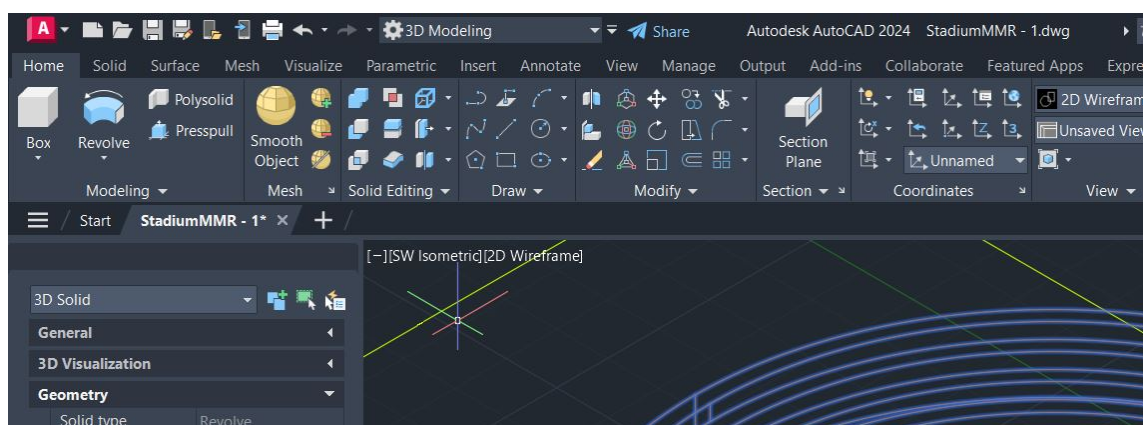 A 3D Modeling Share Autodesk AutoCAD 2024 StadiumMMR - 1.dwg
Home Solid Surface Mesh Visualize Parametric Insert Annotate View Manage Output Add-ins Collaborate Featured Apps Expre
Polysolid 2D Wirefram
Box Revolve Presspull Smooth Object Section Plane Unsaved View
Unnamed
Modeling Mesh Solid Editing Draw Modify Section Coordinates View
Start StadiumMMR - 1*
[−][SW Isometric][2D Wireframe]
3D Solid
General
3D Visualization
Geometry
Solid type Revolve